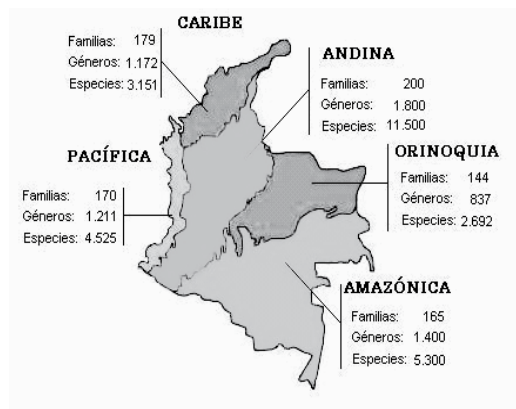 CARIBE
Familias: 179
Géneros: 1.172
Especies: 3.151
ANDINA
Familias: 200
Géneros: 1.800
Especies: 11.500
PACÍFICA
Familias: 170
Géneros: 1.211
Especies: 4.525
ORINOQUIA
Familias: 144
Géneros: 837
Especies: 2.692
AMAZÓNICA
Familias: 165
Géneros: 1.400
Especies: 5.300